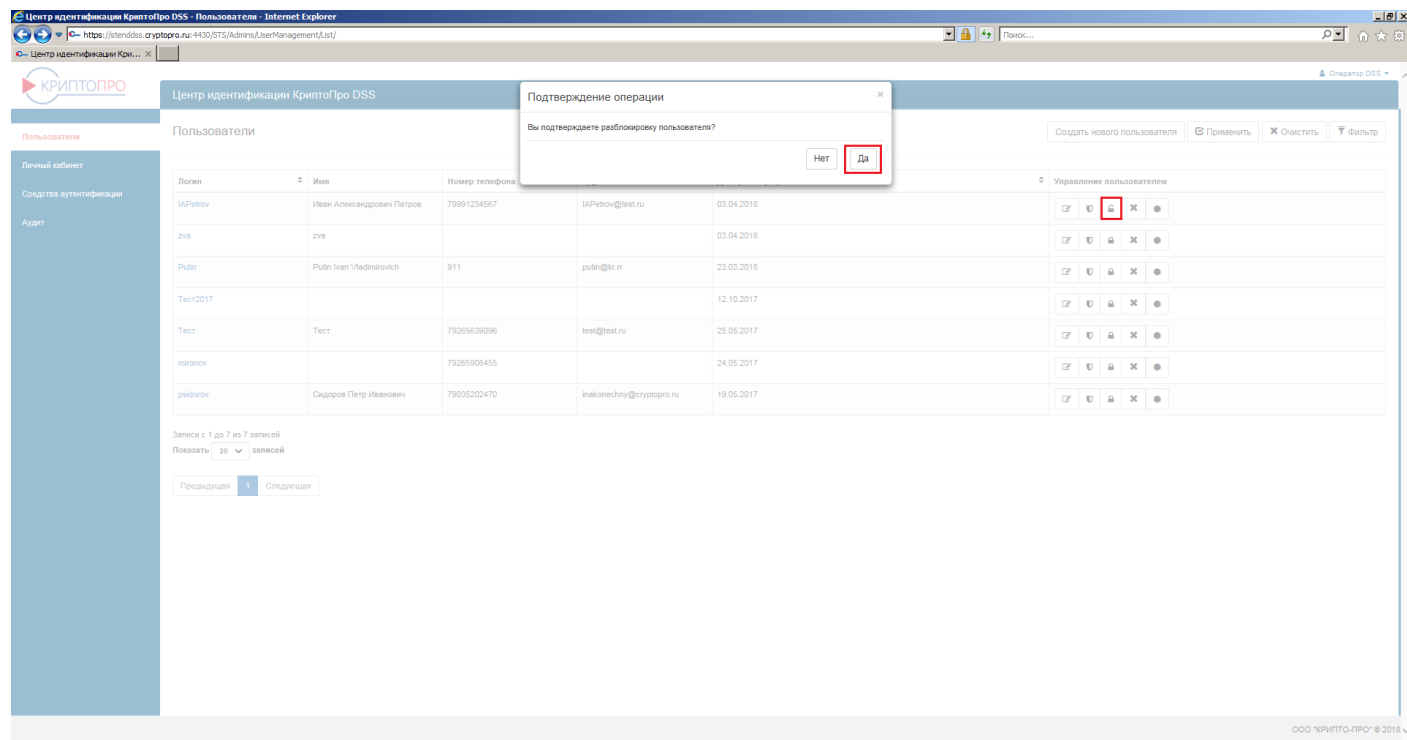 Центр идентификации КриптоПро DSS - Пользователи - Internet Explorer
https://stenddss.cryptopro.ru:4430/STS/Admins/UserManagement/List/
Поиск...
Центр идентификации Кри...
КРИПТОПРО
Оператор DSS
Центр идентификации КриптоПро DSS
Подтверждение операции
Вы подтверждаете разблокировку пользователя?
Нет Да
Пользователи
Личный кабинет
Средства аутентификации
Аудит
Пользователи
Создать нового пользователя Применить Очистить Фильтр
Логин Имя Номер телефона Управление пользователем
IAPetrov Иван Александрович Петров 79991234567 IAPetrov@test.ru 03.04.2018
zva zva 03.04.2018
Putin Putin Ivan Vladimirovich 911 putin@kr.rr 23.03.2018
Тест2017 12.10.2017
Тест Тест 79265639096 test@test.ru 25.05.2017
mironov 79265908455 24.05.2017
psidorov Сидоров Петр Иванович 79035202470 inakonechny@cryptopro.ru 19.05.2017
Записи с 1 до 7 из 7 записей
Показать 20 записей
Предыдущая 1 Следующая
ООО "КРИПТО-ПРО" © 2018